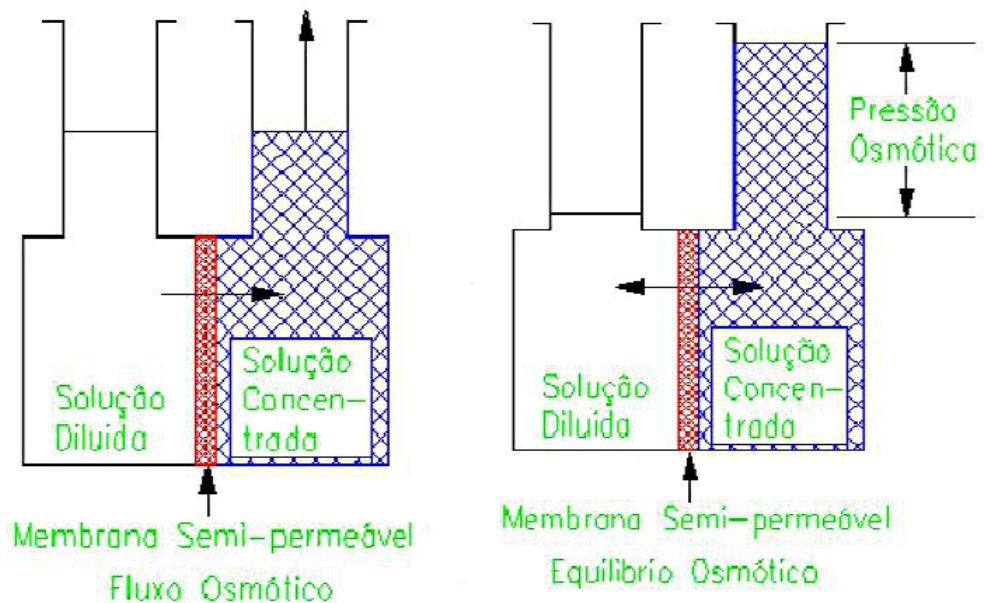 Solução
Diluida
Solução
Concen-
trada
Membrana Semi-permeável
Fluxo Osmótico
Pressão
Osmótica
Solução
Diluida
Solução
Concen-
trada
Membrana Semi-permeável
Equilibrio Osmótico